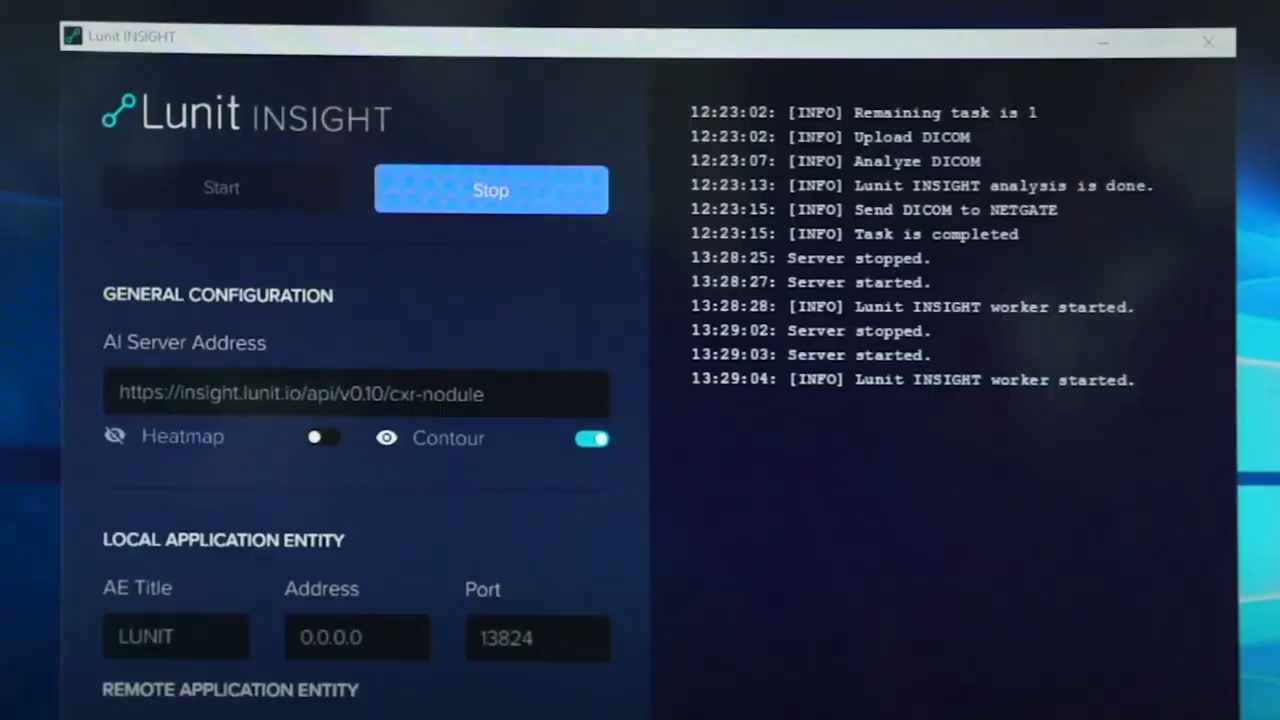 Lunit INSIGHT
Lunit INSIGHT
Start
Stop
GENERAL CONFIGURATION
AI Server Address
https://insight.lunit.io/api/v0.10/cxr-nodule
Heatmap
Contour
LOCAL APPLICATION ENTITY
AE Title
Address
Port
LUNIT
0.0.0.0
13824
REMOTE APPLICATION ENTITY
12:23:02: [INFO] Remaining task is 1
12:23:02: [INFO] Upload DICOM
12:23:07: [INFO] Analyze DICOM
12:23:13: [INFO] Lunit INSIGHT analysis is done.
12:23:15: [INFO] Send DICOM to NETGATE
12:23:15: [INFO] Task is completed
13:28:25: Server stopped.
13:28:27: Server started.
13:28:28: [INFO] Lunit INSIGHT worker started.
13:29:02: Server stopped.
13:29:03: Server started.
13:29:04: [INFO] Lunit INSIGHT worker started.